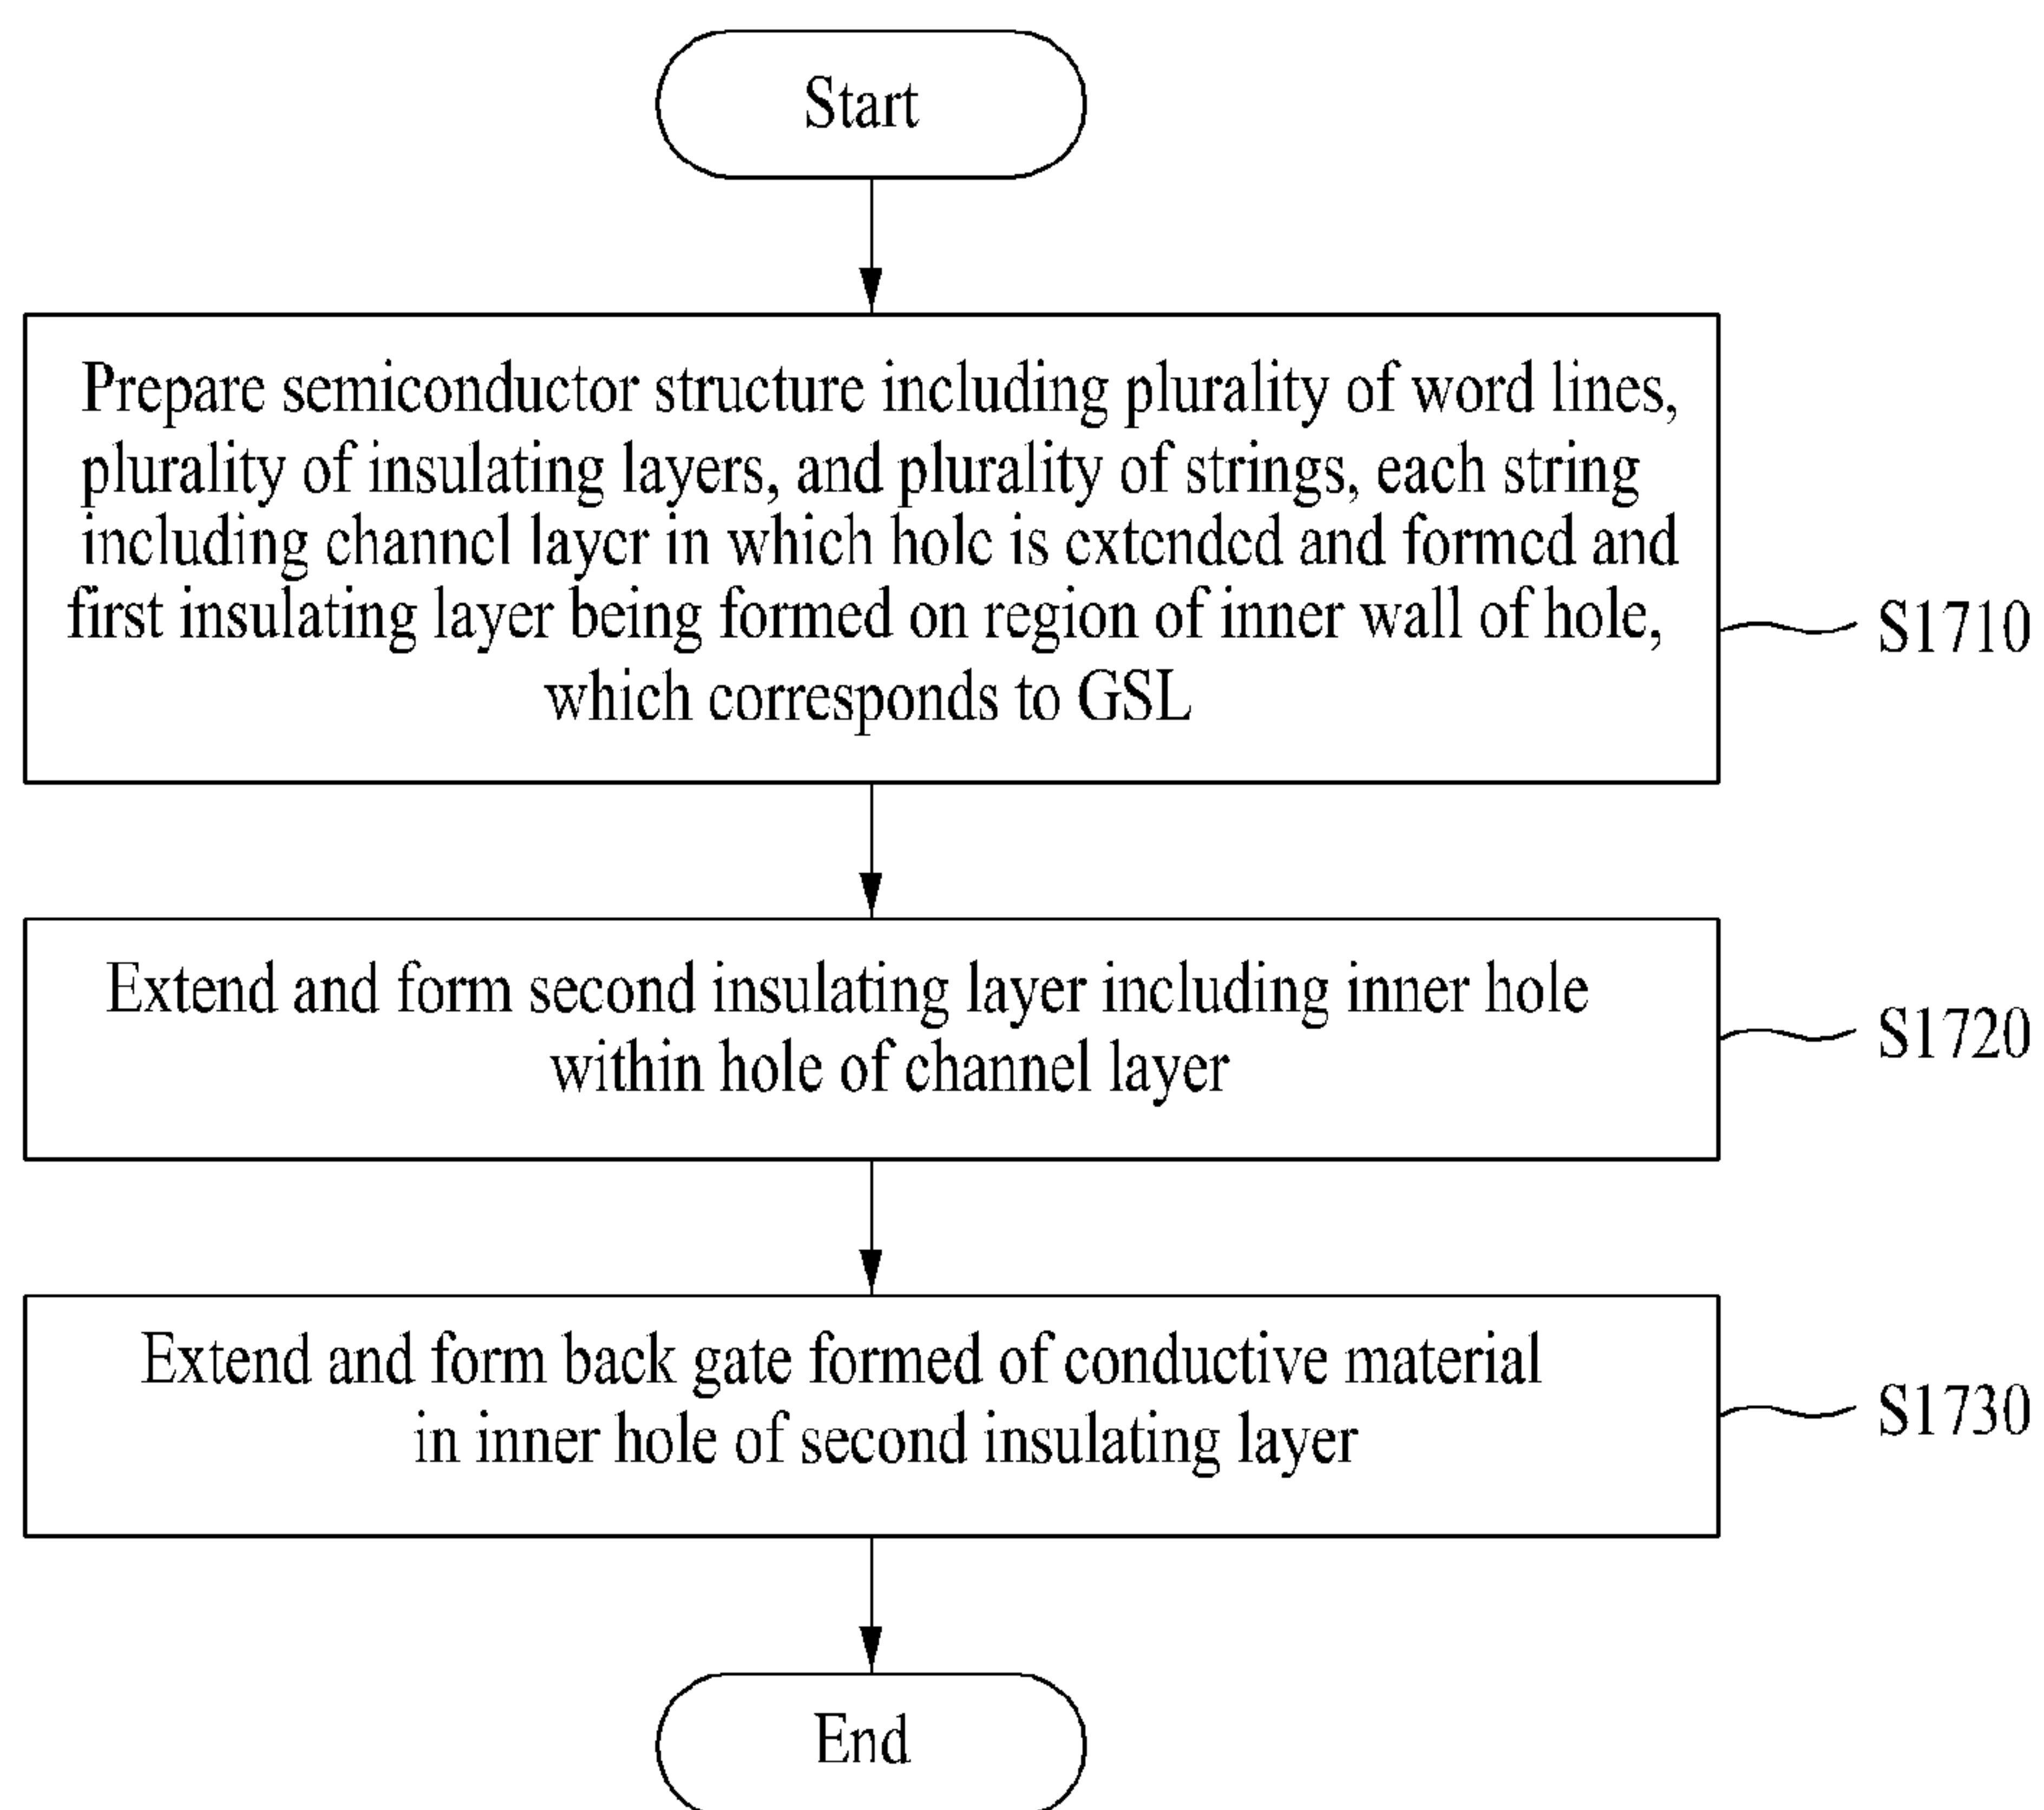 Start
Prepare semiconductor structure including plurality of word lines,
plurality of insulating layers, and plurality of strings, each string
including channel layer in which hole is extended and formed and
first insulating layer being formed on region of inner wall of hole,
which corresponds to GSL
S1710
Extend and form second insulating layer including inner hole
within hole of channel layer
S1720
Extend and form back gate formed of conductive material
in inner hole of second insulating layer
S1730
End